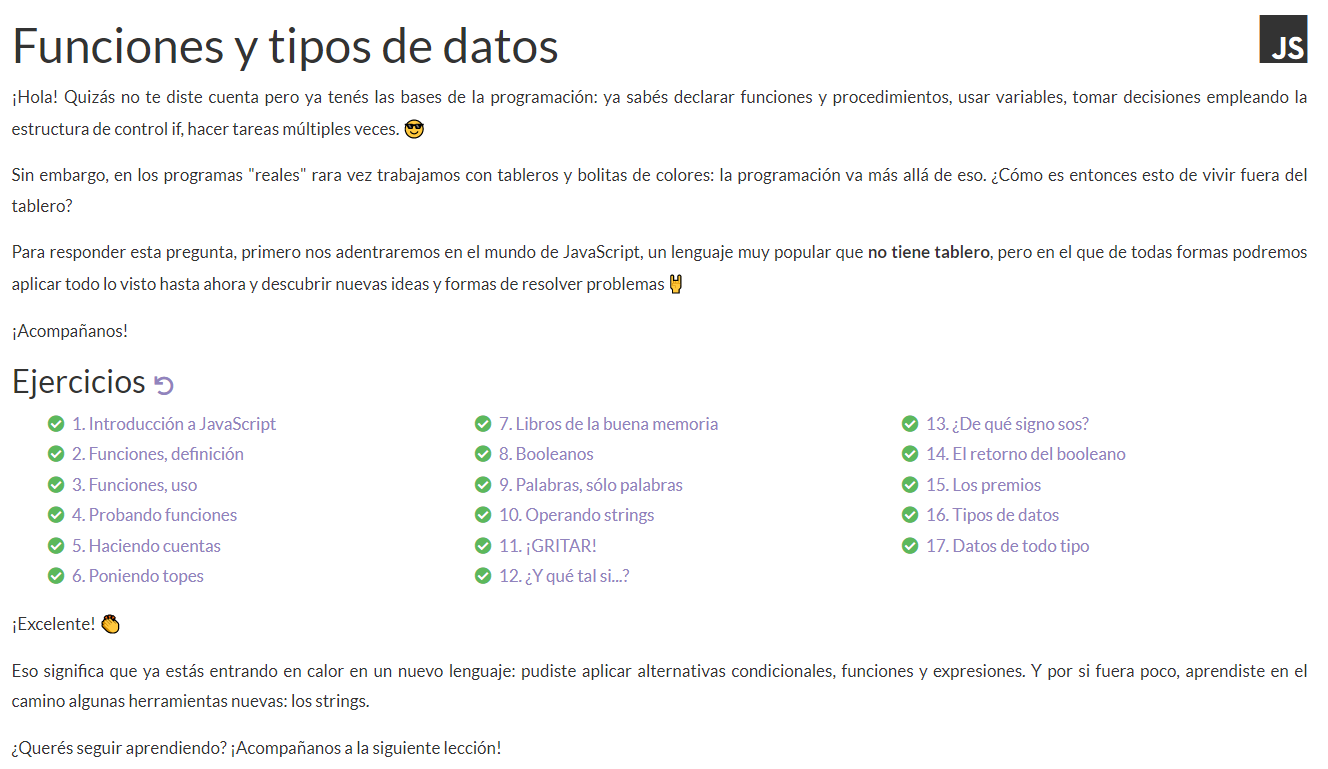 Funciones y tipos de datos
JS
¡Hola! Quizás no te diste cuenta pero ya tenés las bases de la programación: ya sabés declarar funciones y procedimientos, usar variables, tomar decisiones empleando la
estructura de control if, hacer tareas múltiples veces. 😎
Sin embargo, en los programas "reales" rara vez trabajamos con tableros y bolitas de colores: la programación va más allá de eso. ¿Cómo es entonces esto de vivir fuera del
tablero?
Para responder esta pregunta, primero nos adentraremos en el mundo de JavaScript, un lenguaje muy popular que no tiene tablero, pero en el que de todas formas podremos
aplicar todo lo visto hasta ahora y descubrir nuevas ideas y formas de resolver problemas 🤘
¡Acompañanos!
Ejercicios
1. Introducción a JavaScript
2. Funciones, definición
3. Funciones, uso
4. Probando funciones
5. Haciendo cuentas
6. Poniendo topes
7. Libros de la buena memoria
8. Booleanos
9. Palabras, sólo palabras
10. Operando strings
11. ¡GRITAR!
12. ¿Y qué tal si...?
13. ¿De qué signo sos?
14. El retorno del booleano
15. Los premios
16. Tipos de datos
17. Datos de todo tipo
¡Excelente! 👏
Eso significa que ya estás entrando en calor en un nuevo lenguaje: pudiste aplicar alternativas condicionales, funciones y expresiones. Y por si fuera poco, aprendiste en el
camino algunas herramientas nuevas: los strings.
¿Querés seguir aprendiendo? ¡Acompañanos a la siguiente lección!